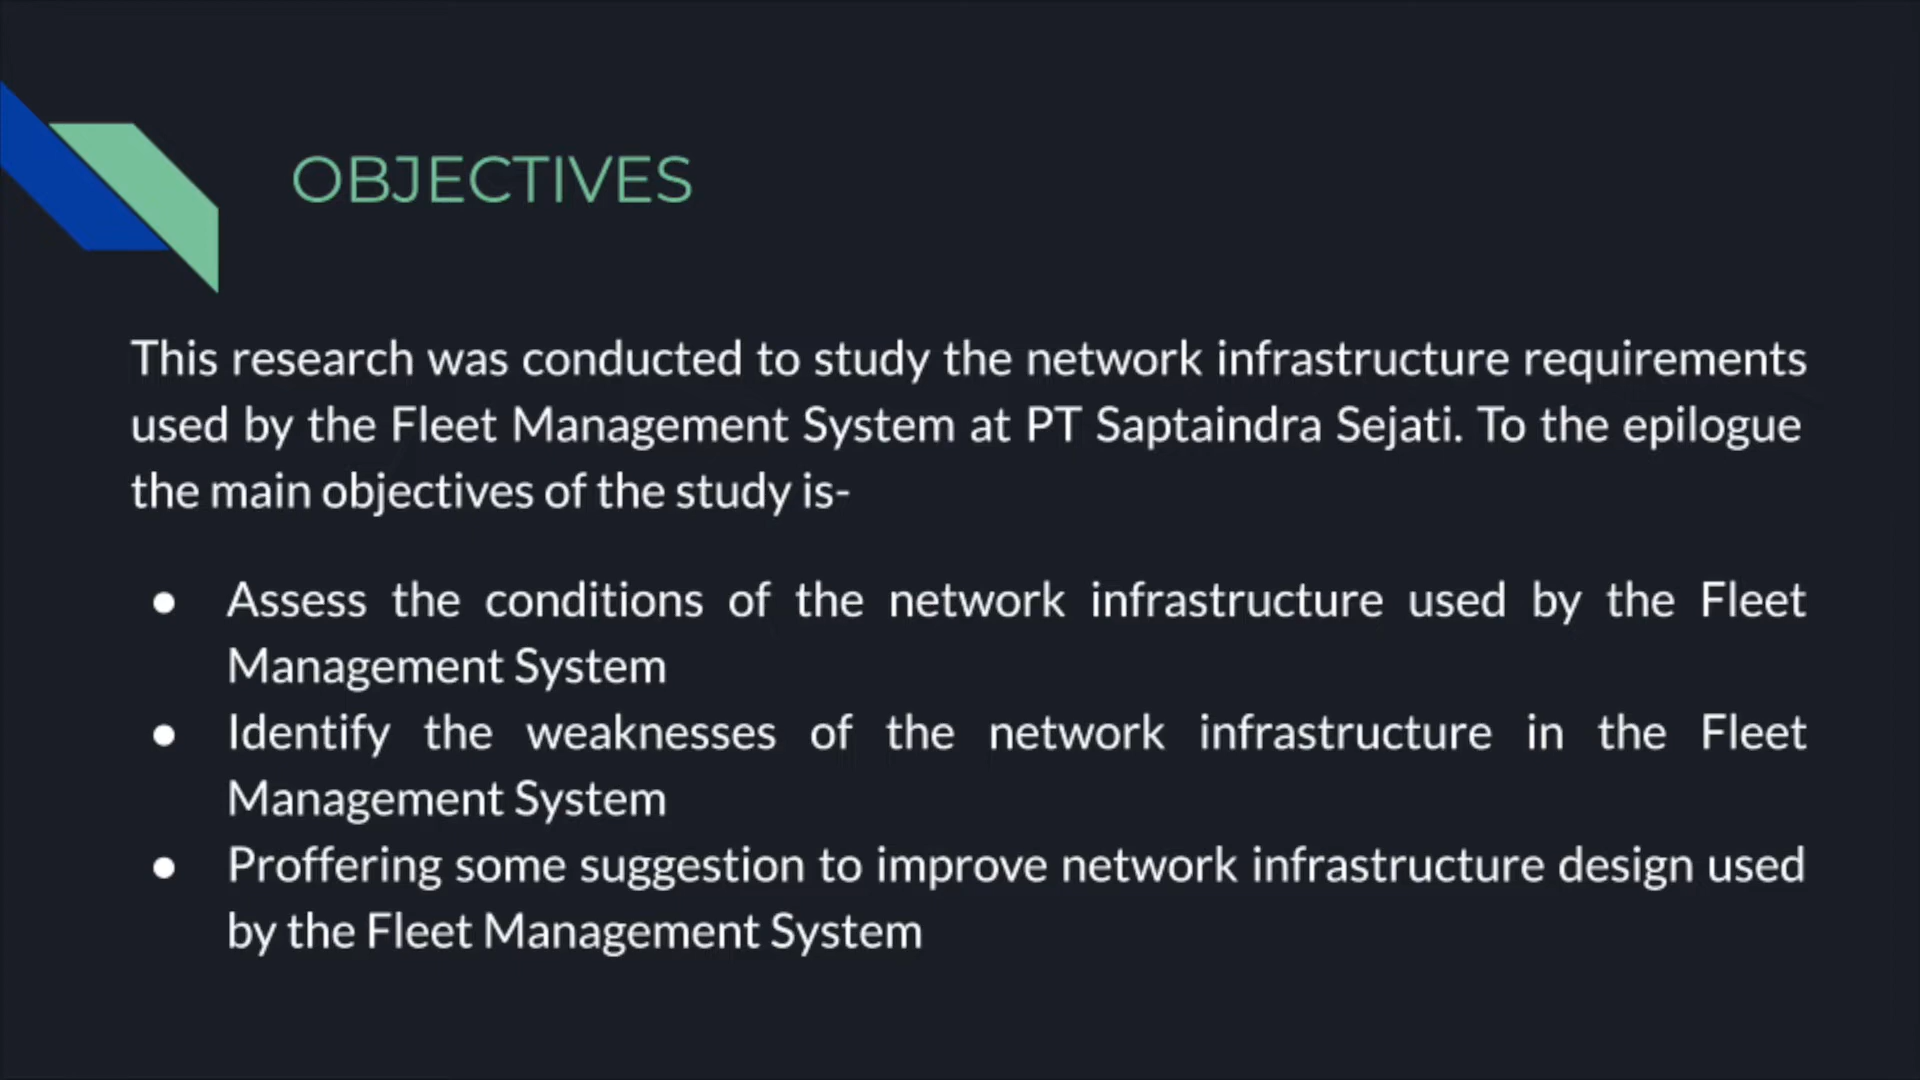 OBJECTIVES
This research was conducted to study the network infrastructure requirements
used by the Fleet Management System at PT Saptaindra Sejati. To the epilogue
the main objectives of the study is-
● Assess the conditions of the network infrastructure used by the Fleet
Management System
● Identify the weaknesses of the network infrastructure in the Fleet
Management System
● Proffering some suggestion to improve network infrastructure design used
by the Fleet Management System